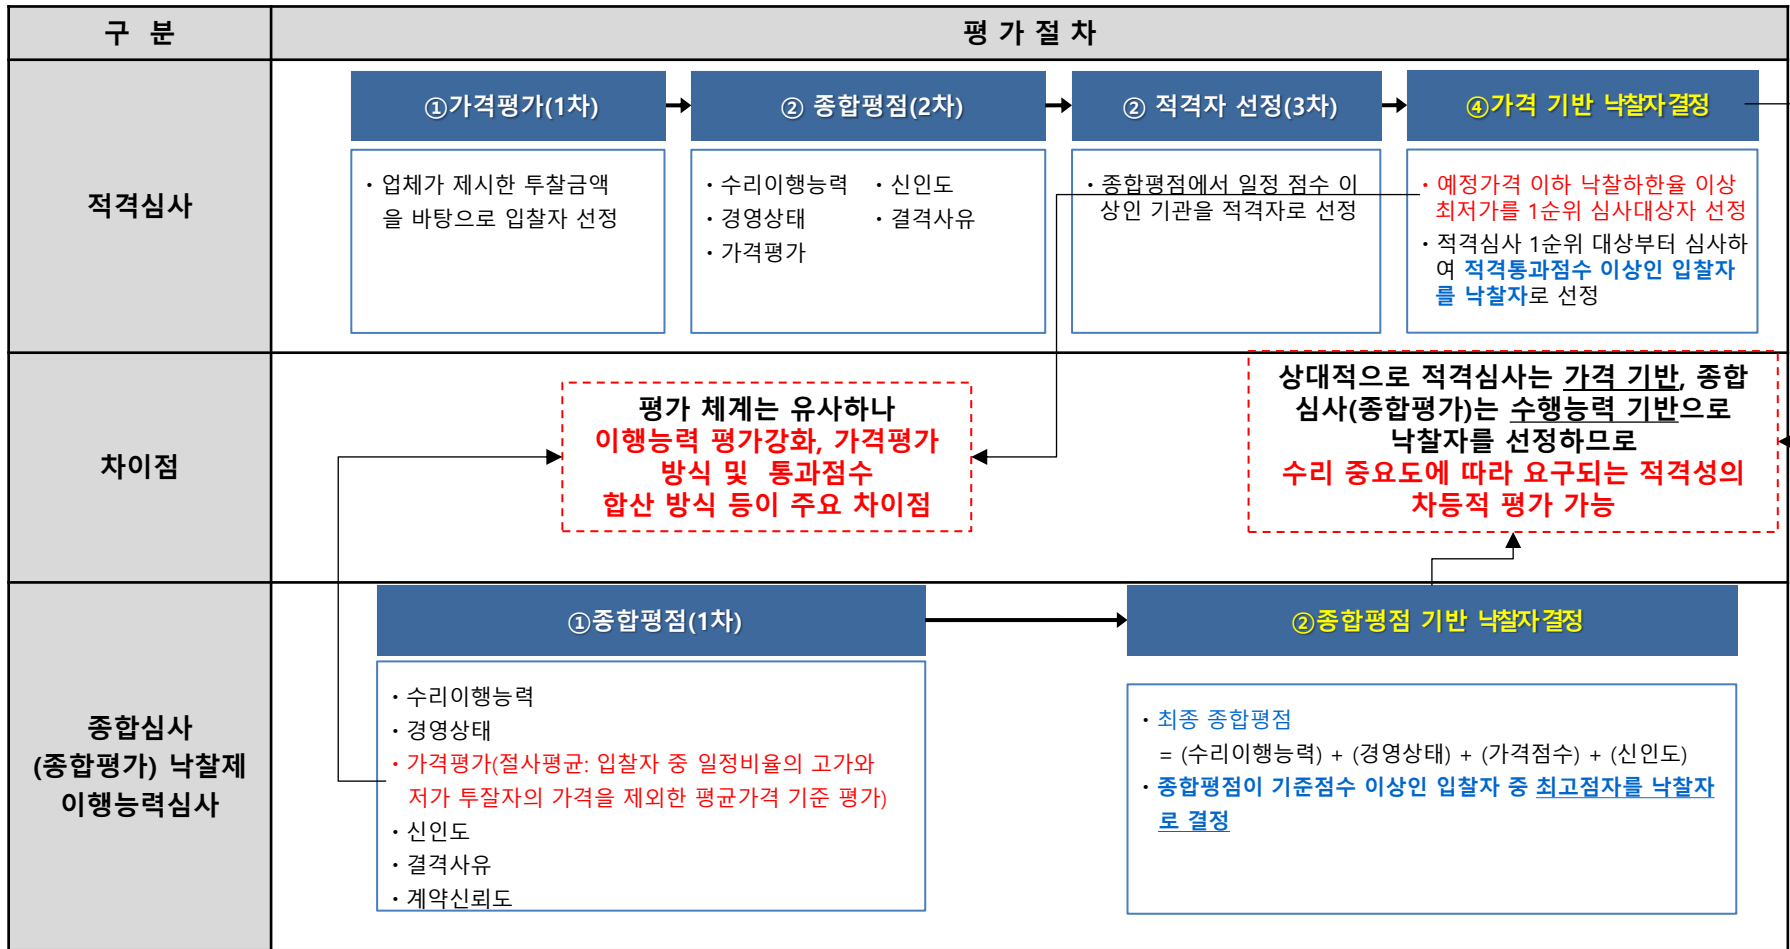 구 분
평 가 절 차
적격심사
①가격평가(1차)
② 종합평점(2차)
② 적격자 선정(3차)
④가격 기반 낙찰자결정
· 업체가 제시한 투찰금액
을 바탕으로 입찰자 선정
· 수리이행능력
· 경영상태
· 가격평가
· 신인도
· 결격사유
· 종합평점에서 일정 점수 이
상인 기관을 적격자로 선정
· 예정가격 이하 낙찰하한율 이상
최저가를 1순위 심사대상자 선정
· 적격심사 1순위 대상부터 심사하
여 적격통과점수 이상인 입찰자
를 낙찰자로 선정
차이점
평가 체계는 유사하나
이행능력 평가강화, 가격평가
방식 및 통과점수
합산 방식 등이 주요 차이점
상대적으로 적격심사는 가격 기반, 종합
심사(종합평가)는 수행능력 기반으로
낙찰자를 선정하므로
수리 중요도에 따라 요구되는 적격성의
차등적 평가 가능
종합심사
(종합평가) 낙찰제
이행능력심사
①종합평점(1차)
②종합평점 기반 낙찰자결정
· 수리이행능력
· 경영상태
· 가격평가(절사평균: 입찰자 중 일정비율의 고가와
저가 투잘자의 가격을 제외한 평균가격 기준 평가)
· 신인도
· 결격사유
· 계약신뢰도
· 최종 종합평점
= (수리이행능력) + (경영상태) + (가격점수) + (신인도)
· 종합평점이 기준점수 이상인 입찰자 중 최고점자를 낙찰자
로 결정